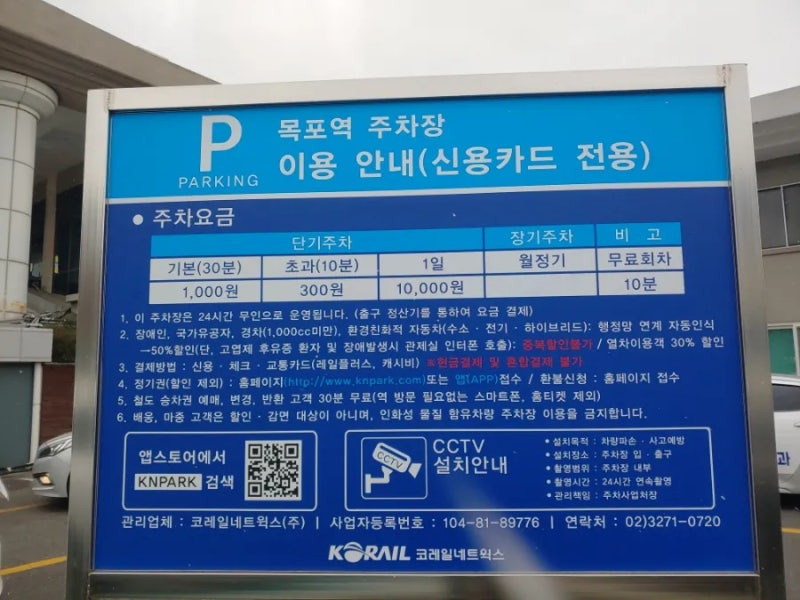 P
PARKING
목포역 주차장
이용 안내(신용카드 전용)
● 주차요금
단기주차 장기주차 비 고
기본(30분) 초과(10분) 1일 월정기 무료회차
1,000원 300원 10,000원 10분
1. 이 주차장은 24시간 무인으로 운영됩니다. (출구 정산기를 통하여 요금 결제)
2. 장애인, 국가유공자, 경차(1,000cc미만), 환경친화적 자동차(수소 · 전기 · 하이브리드): 행정망 연계 자동인식
→50%할인(단, 고엽제 후유증 환자 및 장애발생시 관제실 인터폰 호출): 중복할인불가 / 열차이용객 30% 할인
3. 결제방법 : 신용 · 체크 · 교통카드(레일플러스, 캐시비) ※현금결제 및 혼합결제 불가
4. 정기권(할인 제외) : 홈페이지(http://www.knpark.com)또는 앱(APP)접수 / 환불신청 : 홈페이지 접수
5. 철도 승차권 예매, 변경, 반환 고객 30분 무료(역 방문 필요없는 스마트폰, 홈티켓 제외)
6. 배웅, 마중 고객은 할인 · 감면 대상이 아니며, 인화성 물질 함유차량 주차장 이용을 금지합니다.
앱스토어에서
KNPARK 검색
CCTV
CCTV
설치안내
• 설치목적 : 차량파손 · 사고예방
• 설치장소 : 주차장 입 · 출구
• 촬영범위 : 주차장 내부
• 촬영시간 : 24시간 연속촬영
• 관리책임 : 주차사업처장
관리업체 : 코레일네트웍스(주) | 사업자등록번호 : 104-81-89776 | 연락처 : 02)3271-0720
KORAIL 코레일네트웍스
과